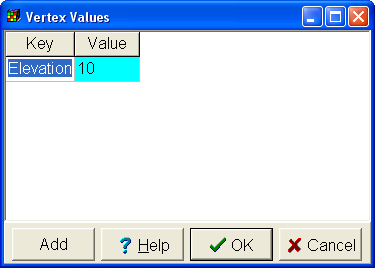 Vertex Values
Key Value
Elevation 10
Add Help OK Cancel